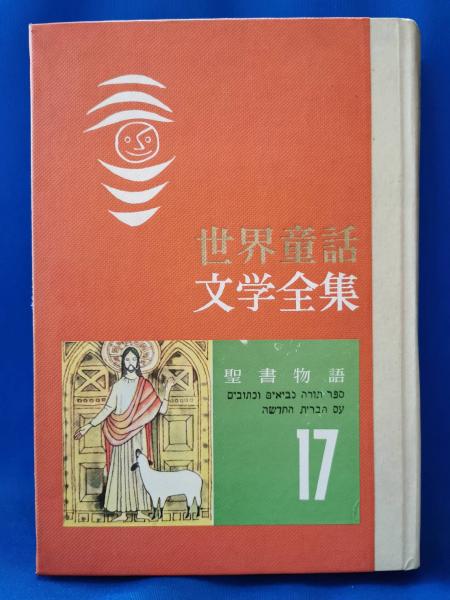 世界童話
文学全集
聖書物語
ספר תורה נביאים וכתובים
עם הברית החדשה
17